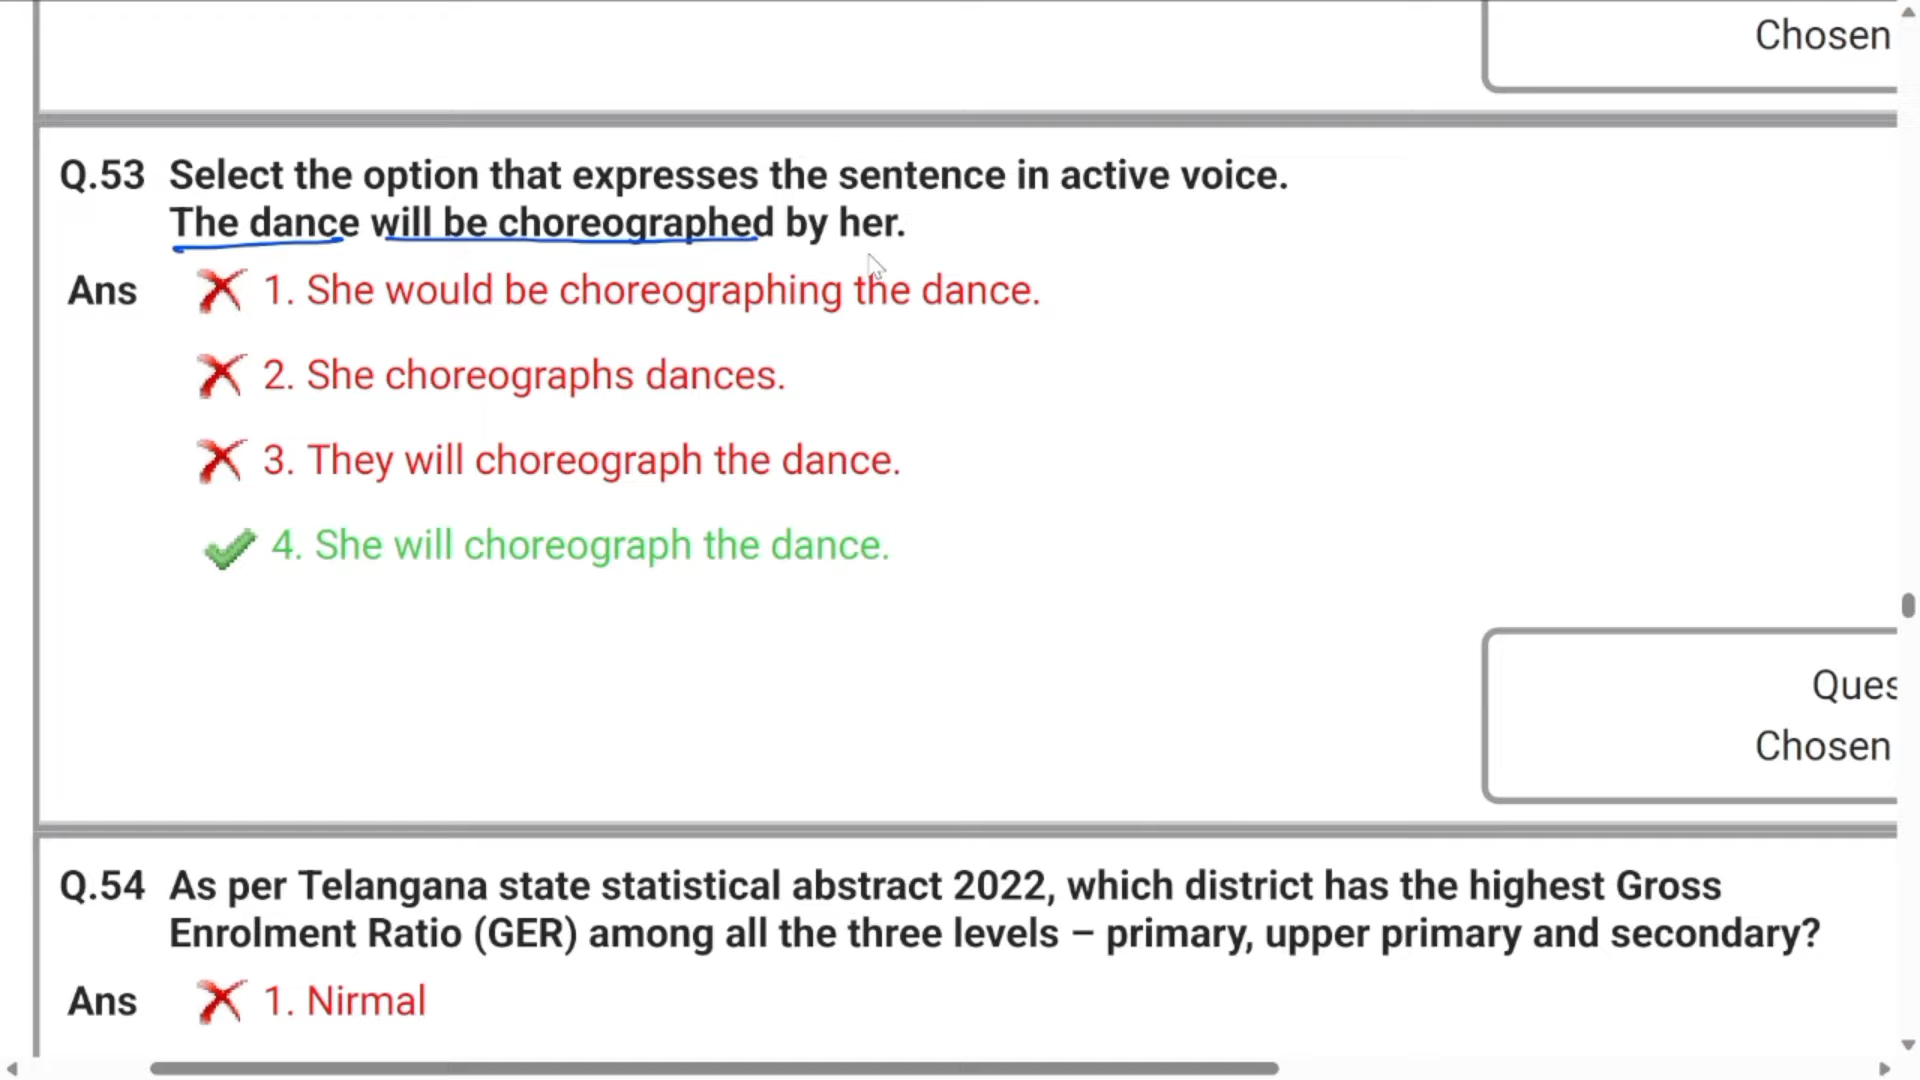 Chosen
Q.53 Select the option that expresses the sentence in active voice.
The dance will be choreographed by her.
Ans 1. She would be choreographing the dance.
2. She choreographs dances.
3. They will choreograph the dance.
4. She will choreograph the dance.
Ques
Chosen
Q.54 As per Telangana state statistical abstract 2022, which district has the highest Gross
Enrolment Ratio (GER) among all the three levels – primary, upper primary and secondary?
Ans 1. Nirmal